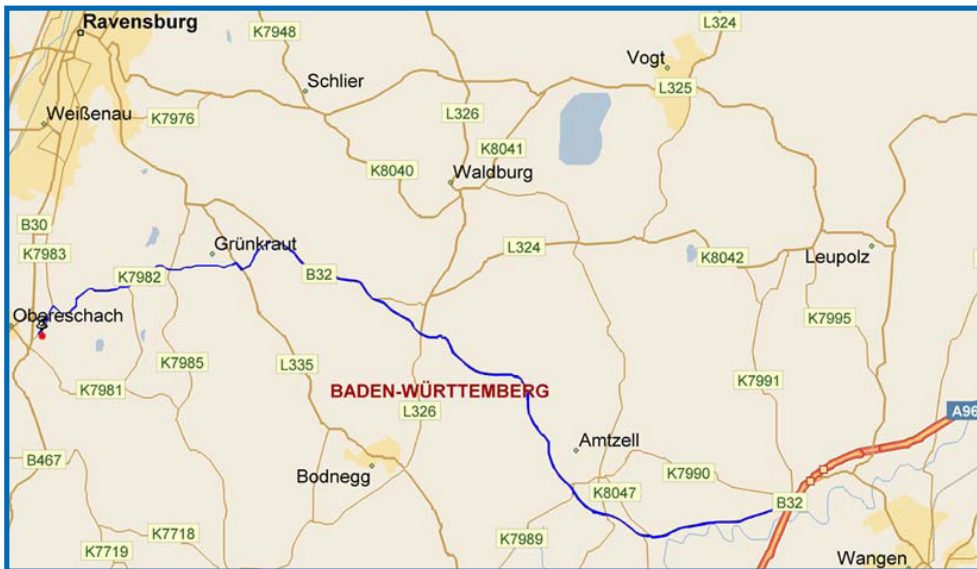 L324
Ravensburg
K7948
Vogt
Schlier
L325
Weißenau
K7976
L326
K8041
K8040
Waldburg
B30
K7983
Grünkraut
L324
K8042
Leupolz
K7982
B32
Obereschach
K7995
K7985
L335
K7991
K7981
BADEN-WÜRTTEMBERG
L326
A96
Amtzell
B467
Bodnegg
K7990
K8047
B32
K7718
K7989
K7719
Wangen